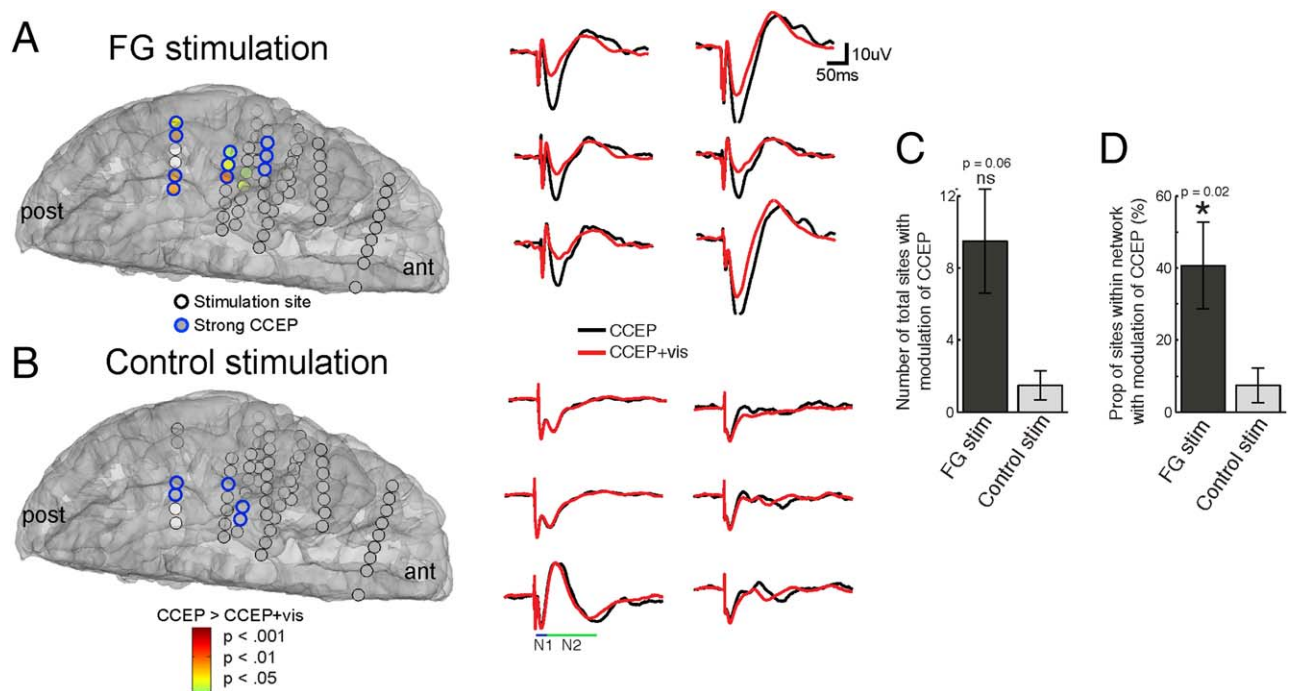 A
FG stimulation
post
ant
Stimulation site
Strong CCEP
10uV
50ms
CCEP
CCEP+vis
B
Control stimulation
post
ant
CCEP > CCEP+vis
p < .001
p < .01
p < .05
N1 N2
C
p = 0.06
ns
Number of total sites with
modulation of CCEP
12
8
4
0
FG stim
Control stim
D
p = 0.02
*
Prop of sites within network
with modulation of CCEP (%)
60
40
20
0
FG stim
Control stim